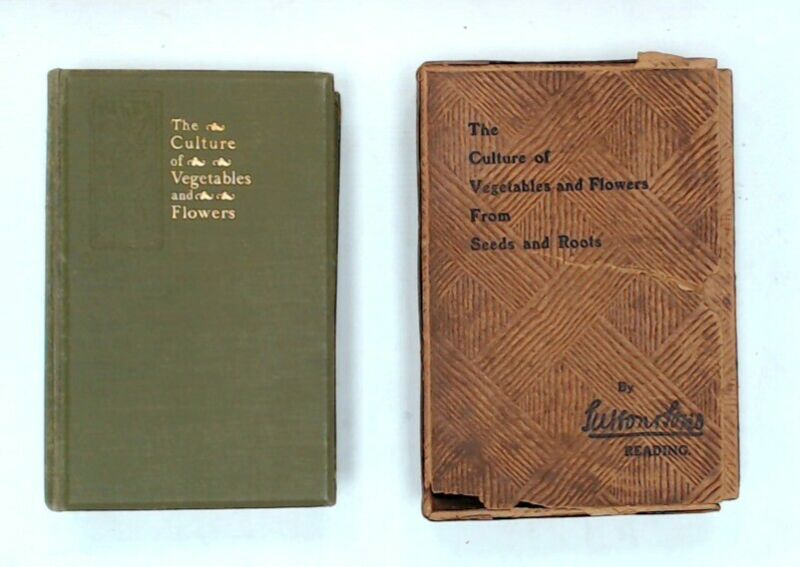 The
Culture
of
Vegetables
and
Flowers
The
Culture of
Vegetables and Flowers
From
Seeds and Roots
By
Sutton & Sons
READING.